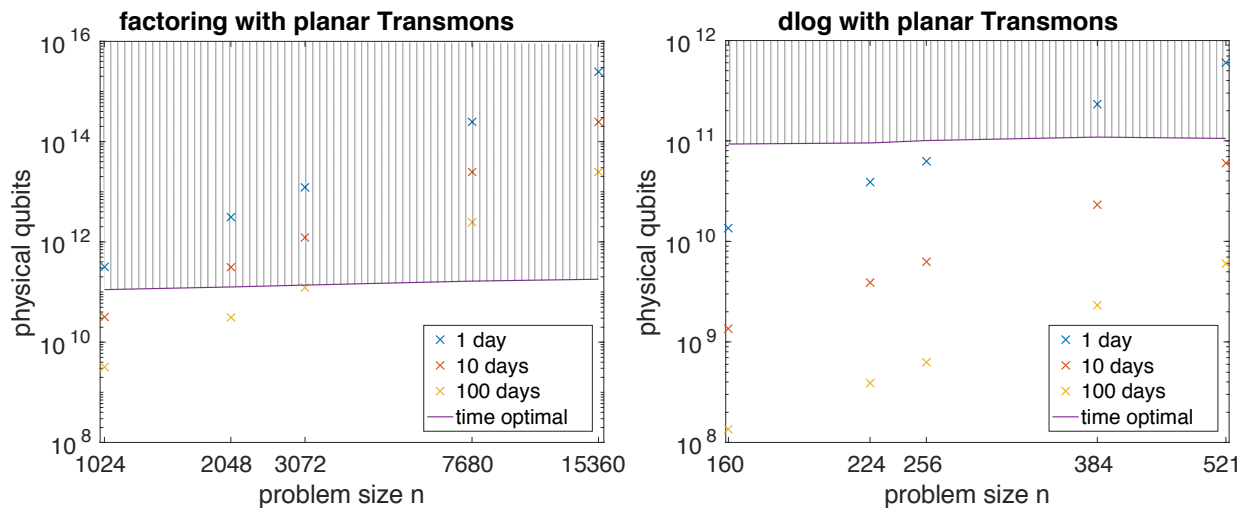 factoring with planar Transmons
physical qubits
10^16
10^14
10^12
10^10
10^8
1024 2048 3072 7680 15360
problem size n
1 day
10 days
100 days
time optimal
dlog with planar Transmons
physical qubits
10^12
10^11
10^10
10^9
10^8
160 224 256 384 521
problem size n
1 day
10 days
100 days
time optimal